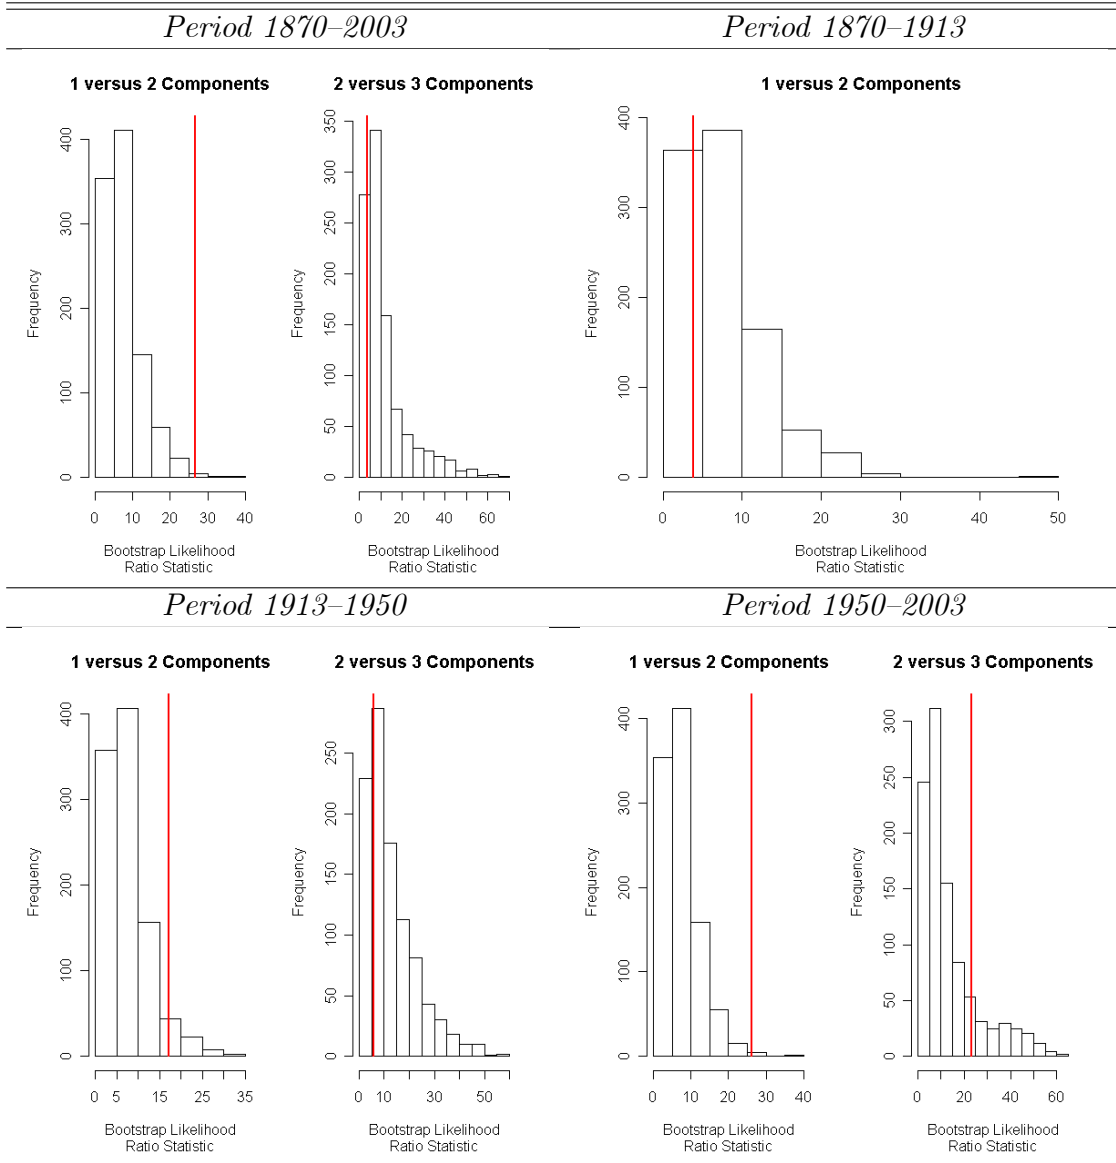 Period 1870–2003
Period 1870–1913
1 versus 2 Components
2 versus 3 Components
1 versus 2 Components
Frequency
0 100 200 300 400
0 10 20 30 40
Bootstrap Likelihood
Ratio Statistic
Frequency
0 50 100 150 200 250 300 350
0 20 40 60
Bootstrap Likelihood
Ratio Statistic
Frequency
0 100 200 300 400
0 10 20 30 40 50
Bootstrap Likelihood
Ratio Statistic
Period 1913–1950
Period 1950–2003
1 versus 2 Components
2 versus 3 Components
1 versus 2 Components
2 versus 3 Components
Frequency
0 100 200 300 400
0 5 15 25 35
Bootstrap Likelihood
Ratio Statistic
Frequency
0 50 100 150 200 250
0 10 30 50
Bootstrap Likelihood
Ratio Statistic
Frequency
0 100 200 300 400
0 10 20 30 40
Bootstrap Likelihood
Ratio Statistic
Frequency
0 50 100 150 200 250 300
0 20 40 60
Bootstrap Likelihood
Ratio Statistic